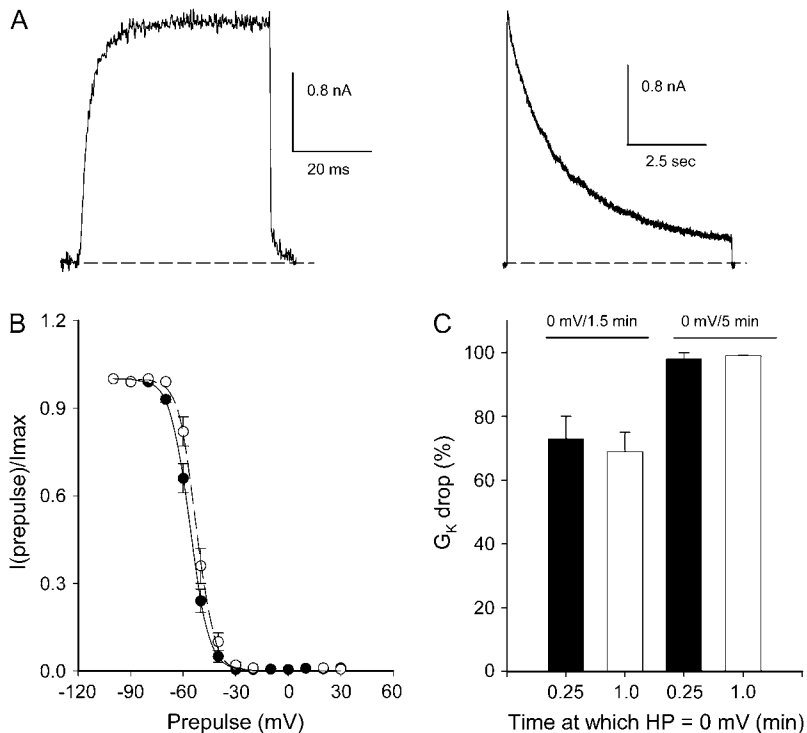 A
0.8 nA
20 ms
0.8 nA
2.5 sec
B
1.2
0.9
0.6
0.3
0.0
I(prepulse)/Imax
-120 -90 -60 -30 0 30 60
Prepulse (mV)
C
0 mV/1.5 min 0 mV/5 min
100
80
60
40
20
0
G_K drop (%)
0.25 1.0 0.25 1.0
Time at which HP = 0 mV (min)